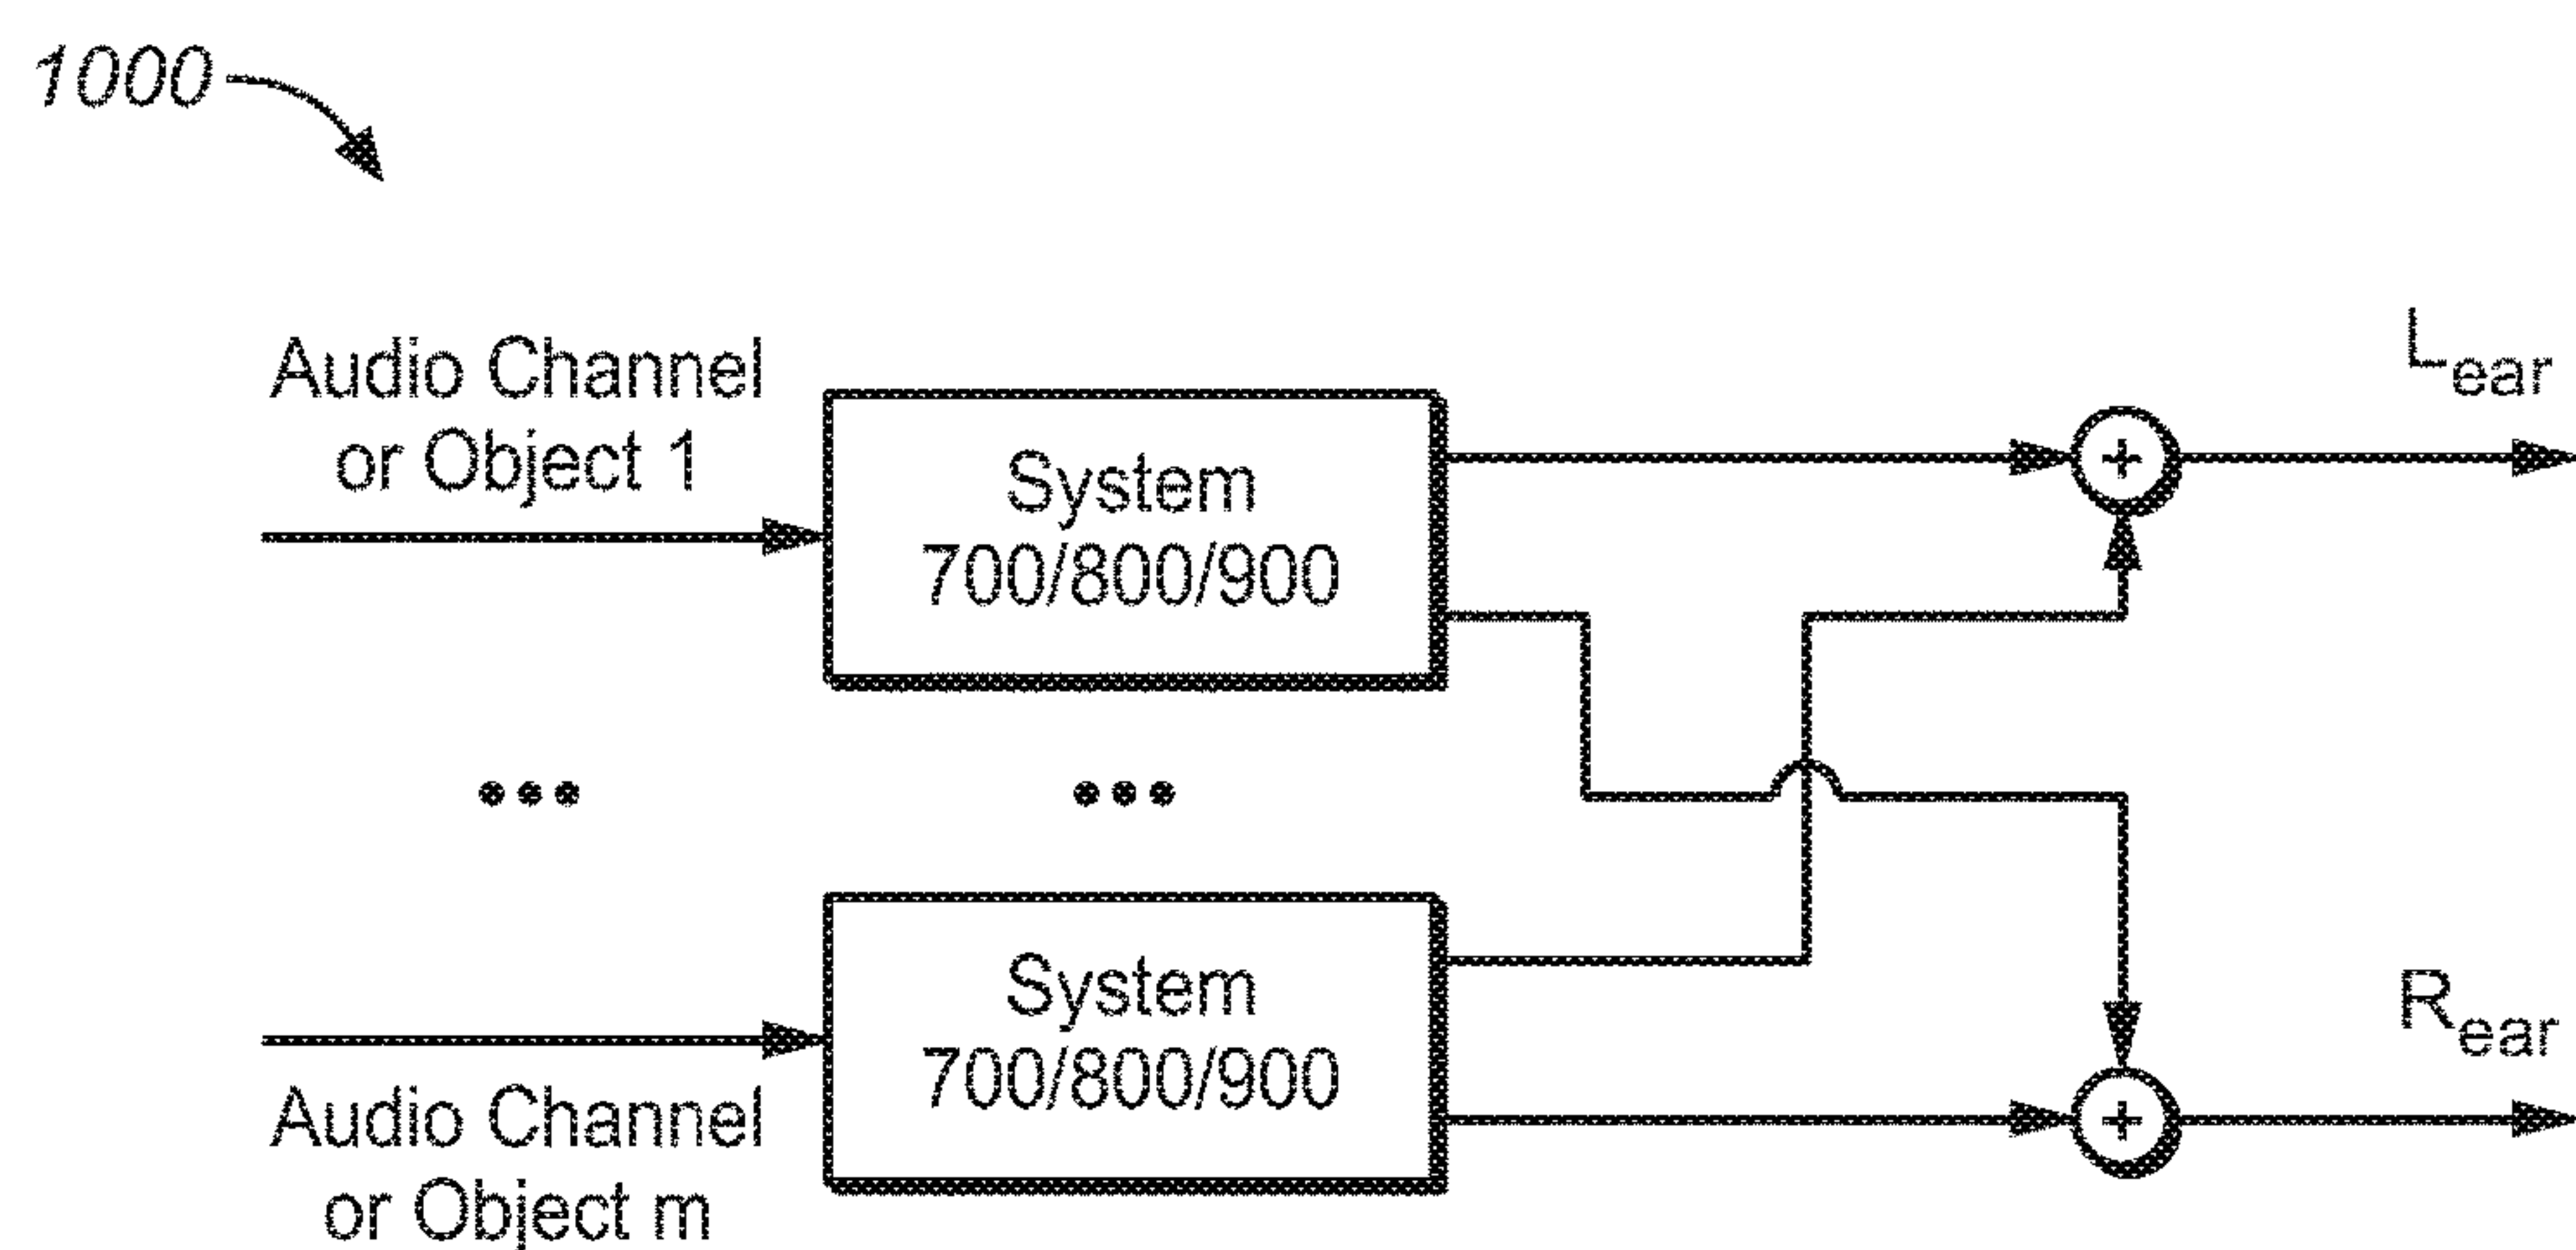 1000
Audio Channel
or Object 1
System
700/800/900
+
L_ear
... ...
System
700/800/900
Audio Channel
or Object m
+
R_ear